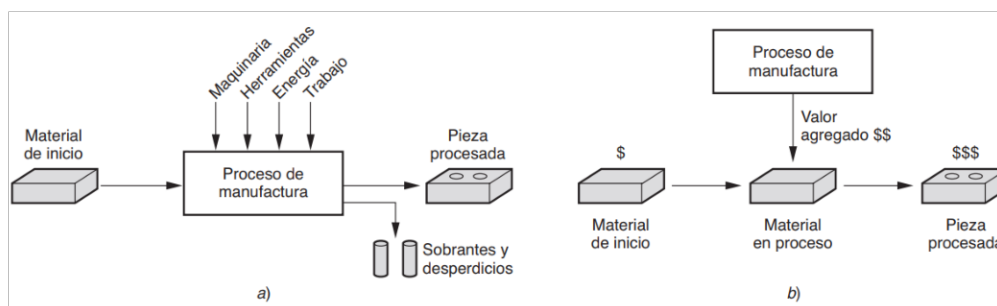 Maquinaria
Herramientas
Energía
Trabajo
Material
de inicio
Proceso de
manufactura
Pieza
procesada
Sobrantes y
desperdicios
a)
Proceso de
manufactura
Valor
agregado $$
$
$$$
Material
de inicio
Material
en proceso
Pieza
procesada
b)